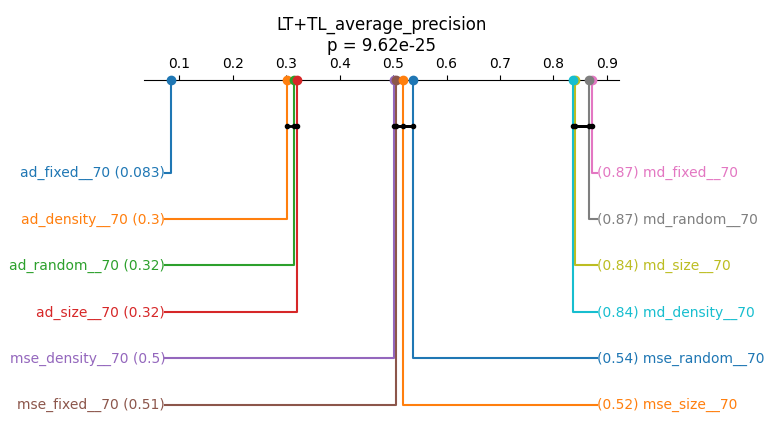 LT+TL_average_precision
p = 9.62e-25
0.1 0.2 0.3 0.4 0.5 0.6 0.7 0.8 0.9
ad_fixed__70 (0.083) (0.87) md_fixed__70
ad_density__70 (0.3) (0.87) md_random__70
ad_random__70 (0.32) (0.84) md_size__70
ad_size__70 (0.32) (0.84) md_density__70
mse_density__70 (0.5) (0.54) mse_random__70
mse_fixed__70 (0.51) (0.52) mse_size__70